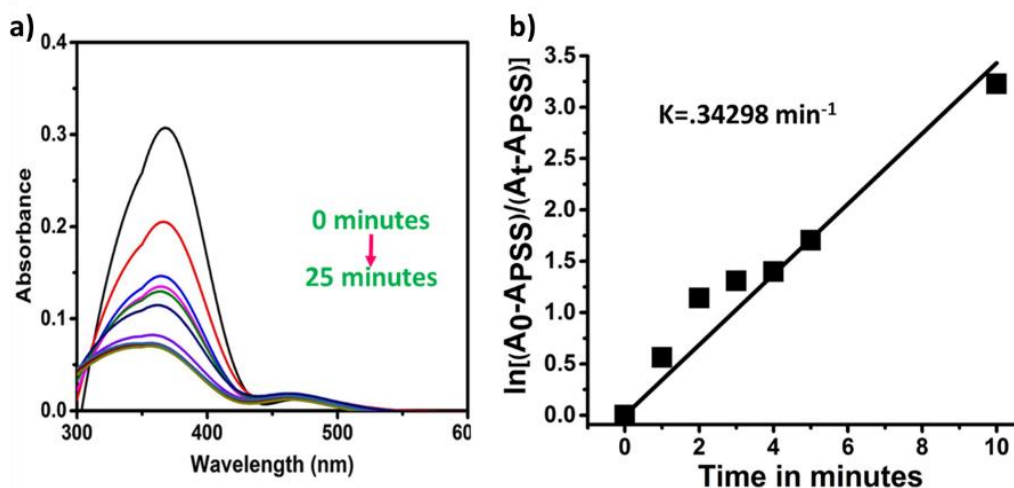 a)
0.4
0.3
0.2
0.1
0.0
Absorbance
0 minutes
25 minutes
300
400
500
60
Wavelength (nm)
b)
3.5
3.0
2.5
2.0
1.5
1.0
0.5
0.0
ln[(A0-APSS)/(At-APSS)]
K=.34298 min-1
0
2
4
6
8
10
Time in minutes